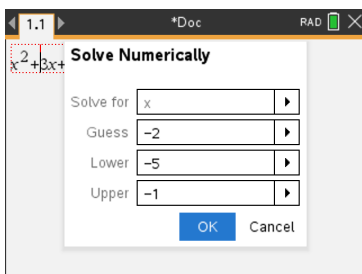 1.1 *Doc RAD
x²+3x+
Solve Numerically
Solve for x
Guess -2
Lower -5
Upper -1
OK Cancel